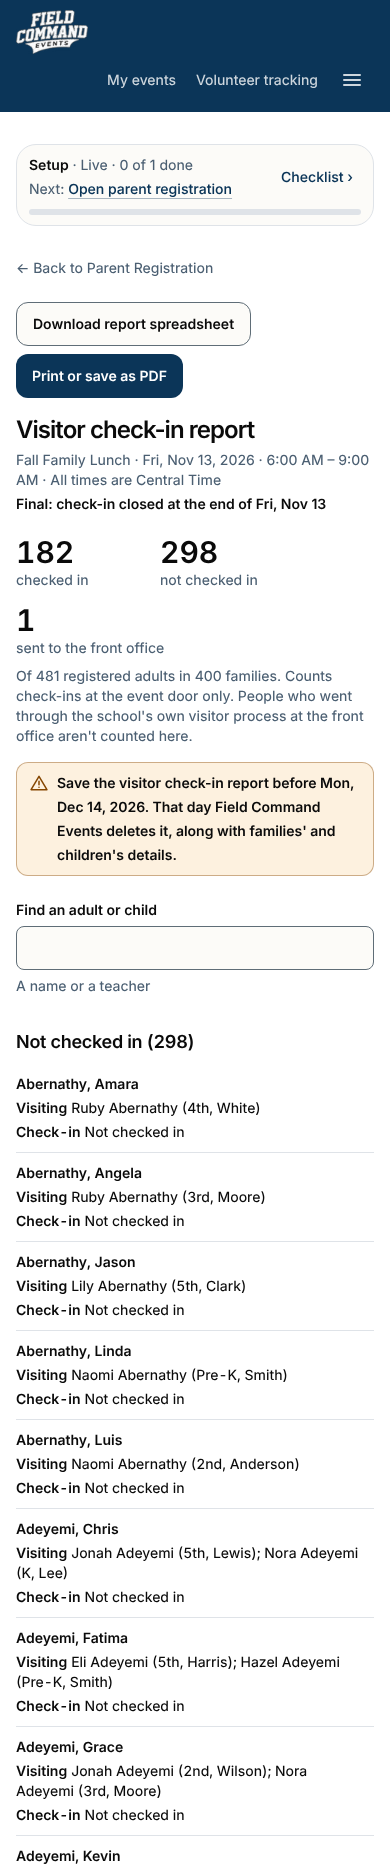 FIELD
COMMAND
EVENTS
My events Volunteer tracking
Setup · Live · 0 of 1 done
Next: Open parent registration
Checklist ›
← Back to Parent Registration
Download report spreadsheet
Print or save as PDF
Visitor check-in report
Fall Family Lunch · Fri, Nov 13, 2026 · 6:00 AM – 9:00
AM · All times are Central Time
Final: check-in closed at the end of Fri, Nov 13
182 298
checked in not checked in
1
sent to the front office
Of 481 registered adults in 400 families. Counts
check-ins at the event door only. People who went
through the school's own visitor process at the front
office aren't counted here.
Save the visitor check-in report before Mon,
Dec 14, 2026. That day Field Command
Events deletes it, along with families' and
children's details.
Find an adult or child
A name or a teacher
Not checked in (298)
Abernathy, Amara
Visiting Ruby Abernathy (4th, White)
Check-in Not checked in
Abernathy, Angela
Visiting Ruby Abernathy (3rd, Moore)
Check-in Not checked in
Abernathy, Jason
Visiting Lily Abernathy (5th, Clark)
Check-in Not checked in
Abernathy, Linda
Visiting Naomi Abernathy (Pre-K, Smith)
Check-in Not checked in
Abernathy, Luis
Visiting Naomi Abernathy (2nd, Anderson)
Check-in Not checked in
Adeyemi, Chris
Visiting Jonah Adeyemi (5th, Lewis); Nora Adeyemi
(K, Lee)
Check-in Not checked in
Adeyemi, Fatima
Visiting Eli Adeyemi (5th, Harris); Hazel Adeyemi
(Pre-K, Smith)
Check-in Not checked in
Adeyemi, Grace
Visiting Jonah Adeyemi (2nd, Wilson); Nora
Adeyemi (3rd, Moore)
Check-in Not checked in
Adeyemi, Kevin